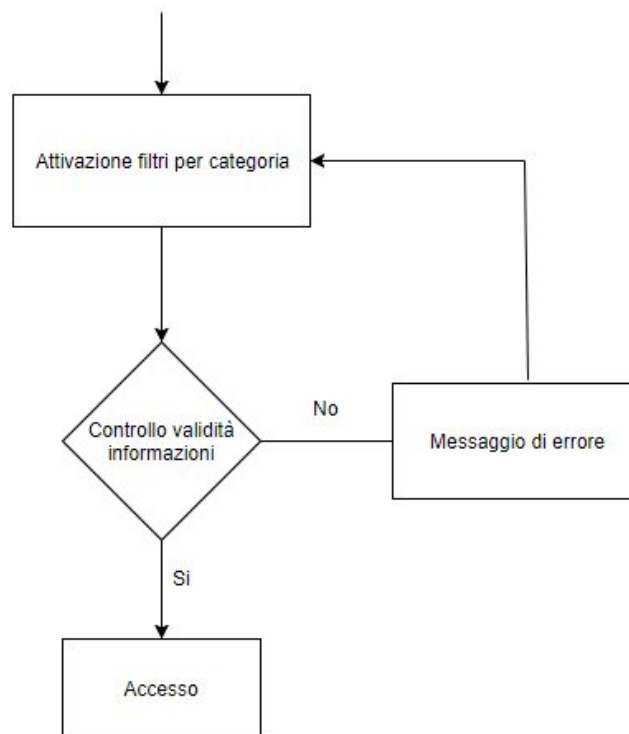 Attivazione filtri per categoria
Controllo validità
informazioni
No
Messaggio di errore
Si
Accesso